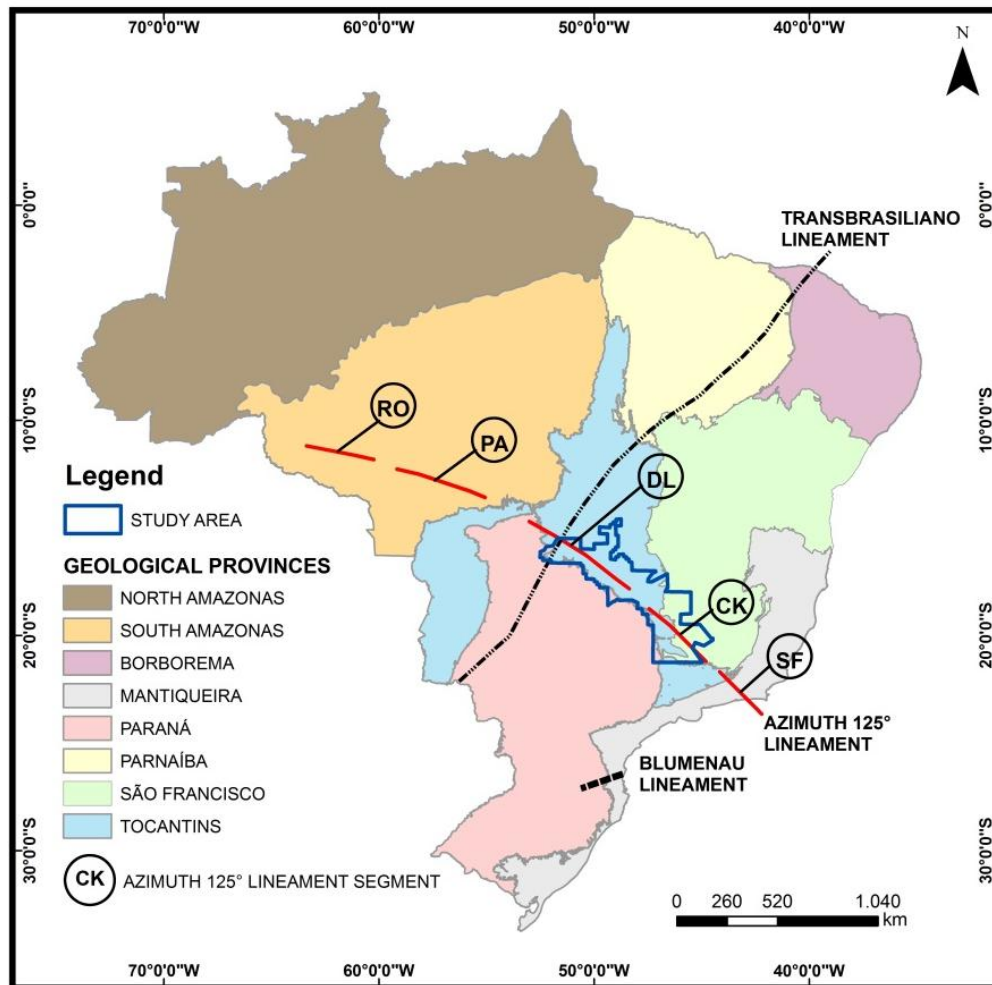 70°0'0"W 60°0'0"W 50°0'0"W 40°0'0"W
N
0°0'0"
0°0'0"
TRANSBRASILIANO
LINEAMENT
10°0'0"S
10°0'0"S
RO
PA
DL
Legend
STUDY AREA
GEOLOGICAL PROVINCES
NORTH AMAZONAS
SOUTH AMAZONAS
BORBOREMA
MANTIQUEIRA
PARANÁ
PARNAÍBA
SÃO FRANCISCO
TOCANTINS
CK AZIMUTH 125° LINEAMENT SEGMENT
CK
20°0'0"S
20°0'0"S
SF
AZIMUTH 125°
LINEAMENT
BLUMENAU
LINEAMENT
30°0'0"S
30°0'0"S
0 260 520 1.040
km
70°0'0"W 60°0'0"W 50°0'0"W 40°0'0"W